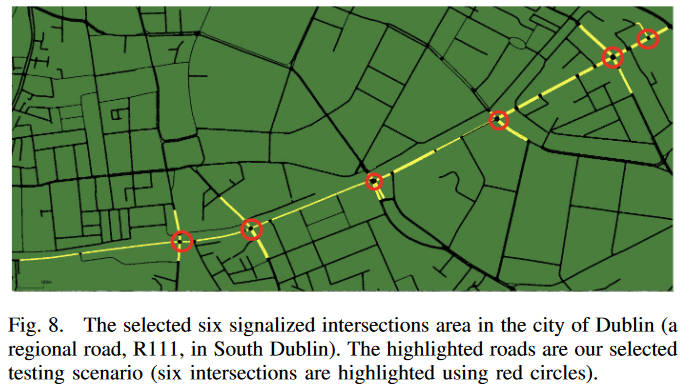 Fig. 8. The selected six signalized intersections area in the city of Dublin (a
regional road, R111, in South Dublin). The highlighted roads are our selected
testing scenario (six intersections are highlighted using red circles).